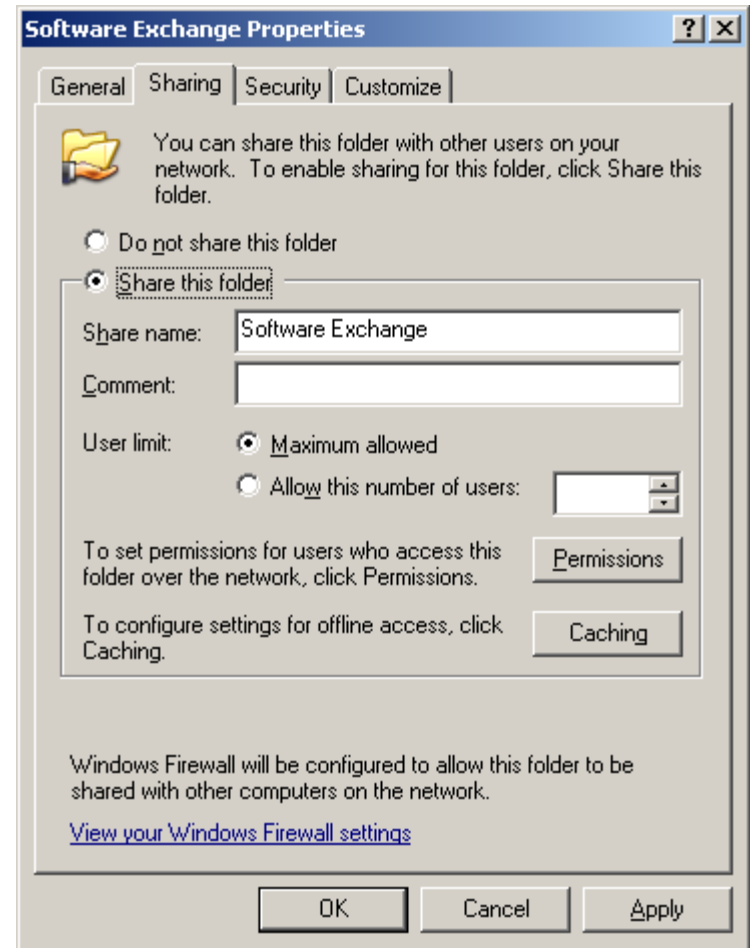 Software Exchange Properties
General Sharing Security Customize
You can share this folder with other users on your
network. To enable sharing for this folder, click Share this
folder.
Do not share this folder
Share this folder
Share name: Software Exchange
Comment:
User limit: Maximum allowed
Allow this number of users:
To set permissions for users who access this
folder over the network, click Permissions.
Permissions
To configure settings for offline access, click
Caching.
Caching
Windows Firewall will be configured to allow this folder to be
shared with other computers on the network.
View your Windows Firewall settings
OK Cancel Apply